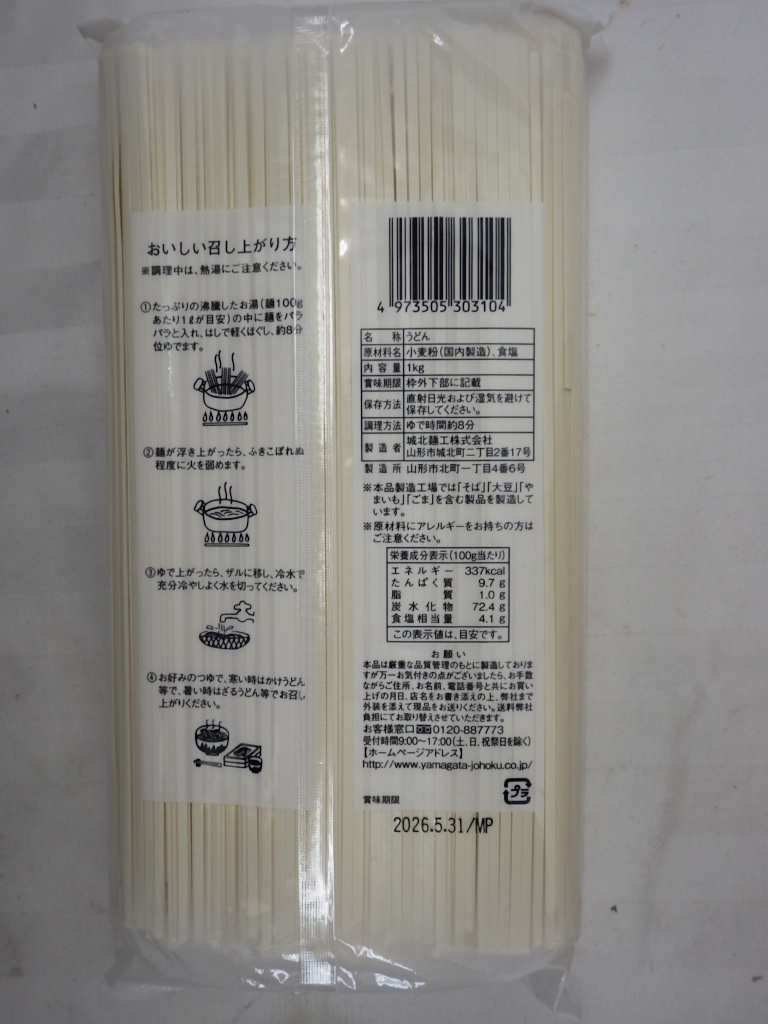 おいしい召し上がり方
※調理中は、熱湯にご注意ください。
①たっぷりの沸騰したお湯(麺100g
あたり1ℓが目安)の中に麺をパラ
パラと入れ、はしで軽くほぐし、約8分
位ゆでます。
②麺が浮き上がったら、ふきこぼれぬ
程度に火を弱めます。
③ゆで上がったら、ザルに移し、冷水で
充分冷やしよく水を切ってください。
④お好みのつゆで、寒い時はかけうどん
等で、暑い時はざるうどん等でお召し
上がりください。
4 973505 303104
名称 うどん
原材料名 小麦粉(国内製造)、食塩
内容量 1kg
賞味期限 枠外下部に記載
保存方法 直射日光および湿気を避けて
保存してください。
調理方法 ゆで時間約8分
製造者 城北麺工株式会社
山形市城北町二丁目2番17号
製造所 山形市北町一丁目4番6号
※本品製造工場では「そば」「大豆」「や
まいも」「ごま」を含む製品を製造して
います。
※原材料にアレルギーをお持ちの方は
ご注意ください。
栄養成分表示(100g当たり)
エネルギー 337kcal
たんぱく質 9.7g
脂質 1.0g
炭水化物 72.4g
食塩相当量 4.1g
この表示値は、目安です。
お願い
本品は厳重な品質管理のもとに製造しておりま
すが万一お気付きの点がございましたら、お手数
ながらご住所、お名前、電話番号と共にお買い
上げの月日、店名をお書き添えの上、弊社まで
外装を添えて現品をお送りください。送料弊社
負担にてお取り替えさせていただきます。
お客様窓口 0120-887773
受付時間9:00〜17:00(土、日、祝祭日を除く)
【ホームページアドレス】
http://www.yamagata-johoku.co.jp/
プラ
賞味期限
2026.5.31/MP